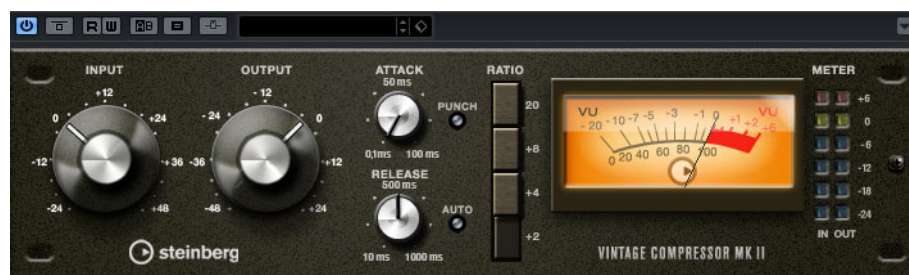 R W A B
INPUT
+12
0
+24
-12
+36
-24
+48
OUTPUT
-12
-24
0
-36
+12
-48
+24
ATTACK
50 ms
PUNCH
0,1ms 100 ms
RELEASE
500 ms
AUTO
10 ms 1000 ms
RATIO
20
+8
+4
+2
VU VU
- 20 -10 -7 -5 -3 -1 0 +1 +2 +6
0 20 40 60 80 100
METER
+6
0
-6
-12
-18
-24
IN OUT
steinberg
VINTAGE COMPRESSOR MK II